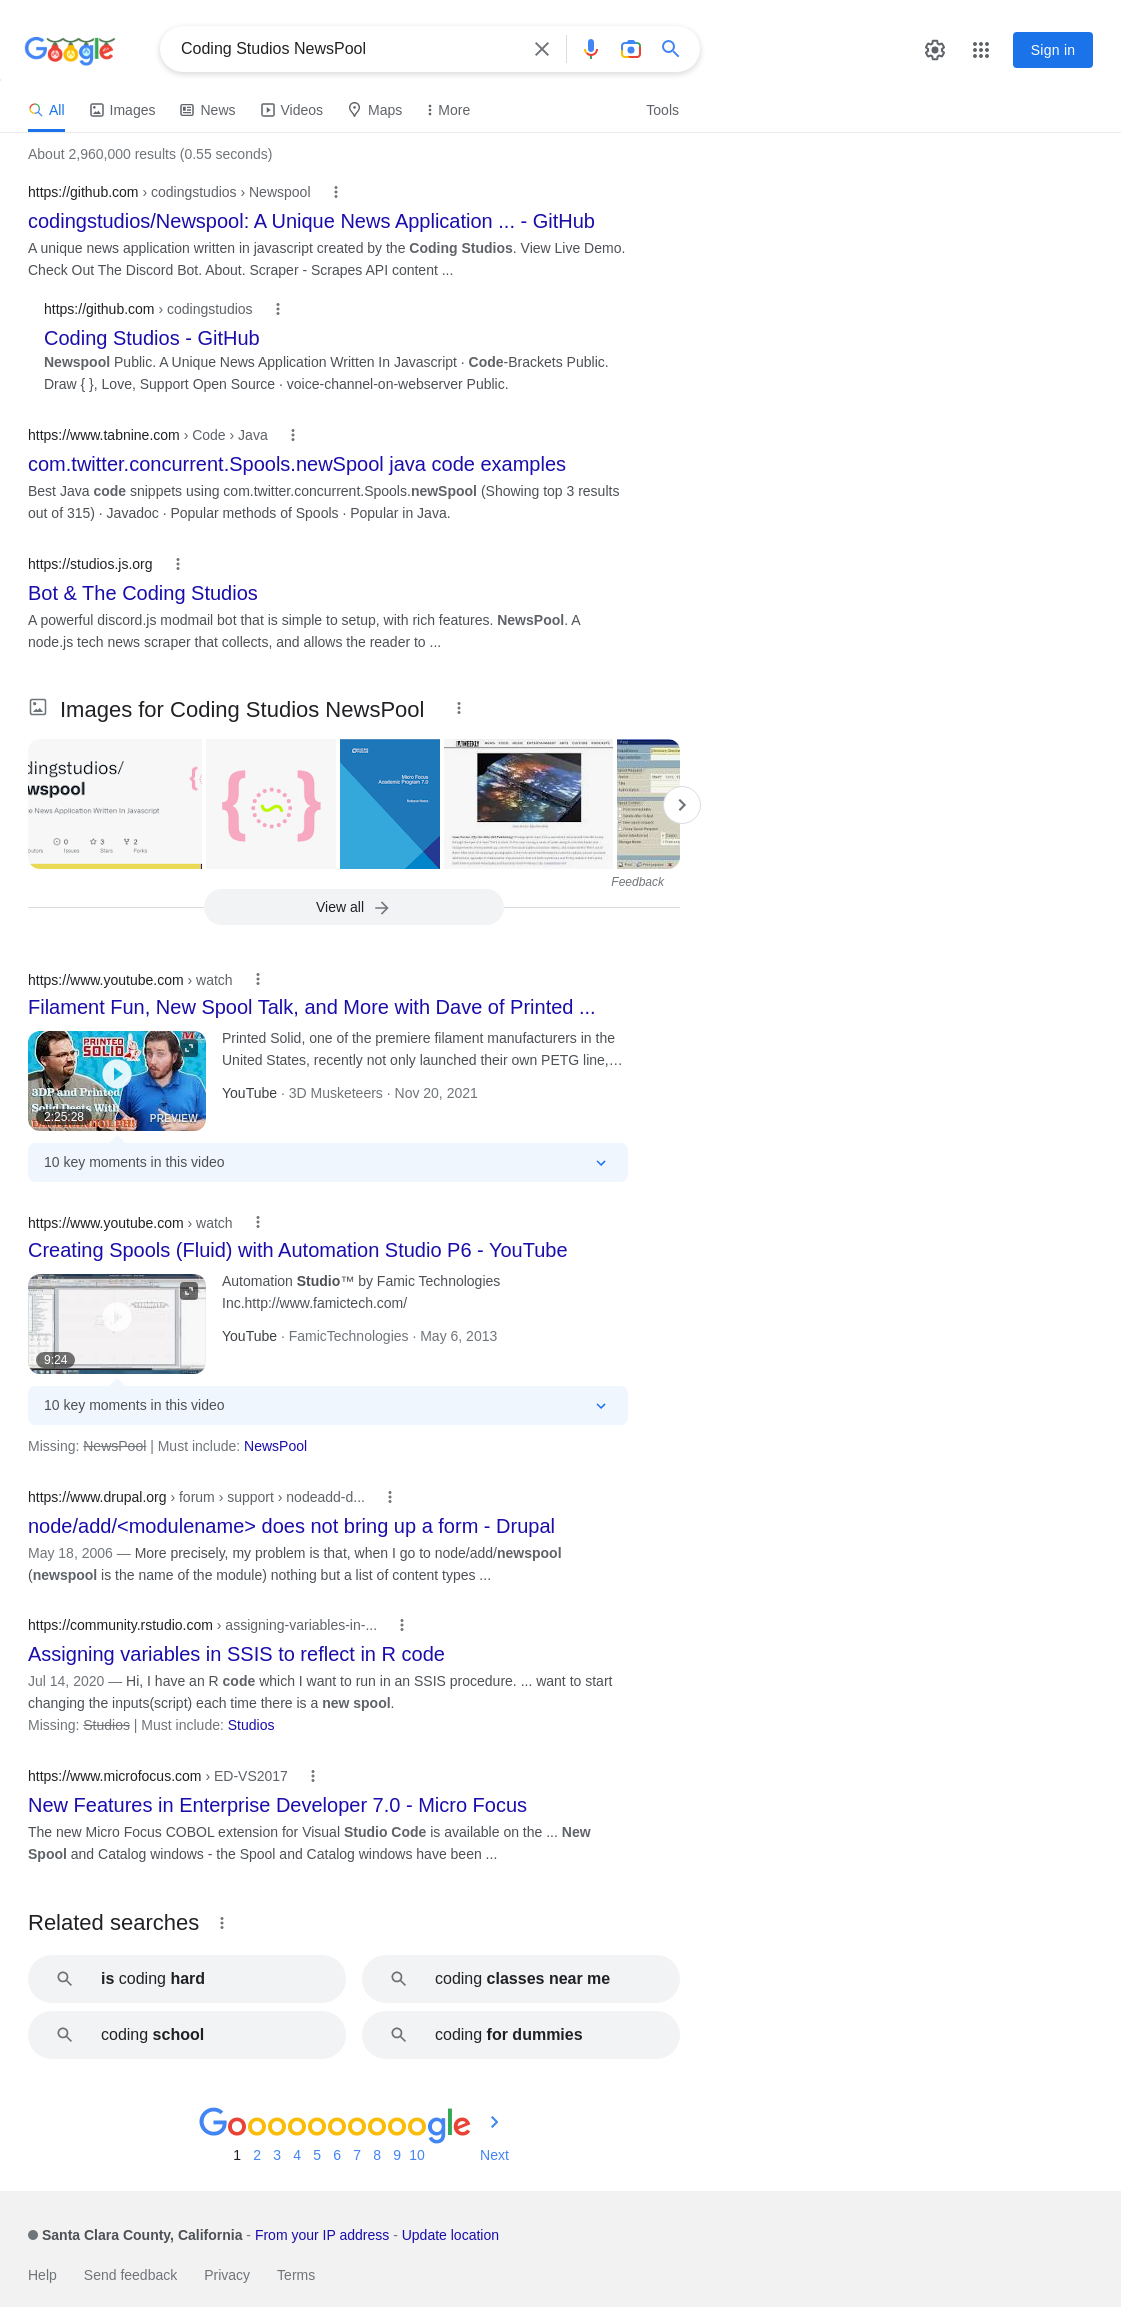 Google
Coding Studios NewsPool
Sign in
All
Images
News
Videos
Maps
More
Tools
About 2,960,000 results (0.55 seconds)
https://github.com › codingstudios › Newspool
codingstudios/Newspool: A Unique News Application ... - GitHub
A unique news application written in javascript created by the Coding Studios. View Live Demo.
Check Out The Discord Bot. About. Scraper - Scrapes API content ...
https://github.com › codingstudios
Coding Studios - GitHub
Newspool Public. A Unique News Application Written In Javascript · Code-Brackets Public.
Draw { }, Love, Support Open Source · voice-channel-on-webserver Public.
https://www.tabnine.com › Code › Java
com.twitter.concurrent.Spools.newSpool java code examples
Best Java code snippets using com.twitter.concurrent.Spools.newSpool (Showing top 3 results
out of 315) · Javadoc · Popular methods of Spools · Popular in Java.
https://studios.js.org
Bot & The Coding Studios
A powerful discord.js modmail bot that is simple to setup, with rich features. NewsPool. A
node.js tech news scraper that collects, and allows the reader to ...
Images for Coding Studios NewsPool
dingstudios/
wspool
e News Application Written In Javascript
0
3
2
Issues
Stars
Forks
Micro Focus
Academic Program 7.0
Feedback
View all
https://www.youtube.com › watch
Filament Fun, New Spool Talk, and More with Dave of Printed ...
PRINTED
SOLID
3DP and Printed
Solid Deets With
2:25:28
PREVIEW
Printed Solid, one of the premiere filament manufacturers in the
United States, recently not only launched their own PETG line,…
YouTube · 3D Musketeers · Nov 20, 2021
10 key moments in this video
https://www.youtube.com › watch
Creating Spools (Fluid) with Automation Studio P6 - YouTube
9:24
Automation Studio™ by Famic Technologies
Inc.http://www.famictech.com/
YouTube · FamicTechnologies · May 6, 2013
10 key moments in this video
Missing: NewsPool | Must include: NewsPool
https://www.drupal.org › forum › support › nodeadd-d...
node/add/<modulename> does not bring up a form - Drupal
May 18, 2006 — More precisely, my problem is that, when I go to node/add/newspool
(newspool is the name of the module) nothing but a list of content types ...
https://community.rstudio.com › assigning-variables-in-...
Assigning variables in SSIS to reflect in R code
Jul 14, 2020 — Hi, I have an R code which I want to run in an SSIS procedure. ... want to start
changing the inputs(script) each time there is a new spool.
Missing: Studios | Must include: Studios
https://www.microfocus.com › ED-VS2017
New Features in Enterprise Developer 7.0 - Micro Focus
The new Micro Focus COBOL extension for Visual Studio Code is available on the ... New
Spool and Catalog windows - the Spool and Catalog windows have been ...
Related searches
is coding hard
coding classes near me
coding school
coding for dummies
Goooooooooogle
1 2 3 4 5 6 7 8 9 10 Next
Santa Clara County, California - From your IP address - Update location
Help Send feedback Privacy Terms